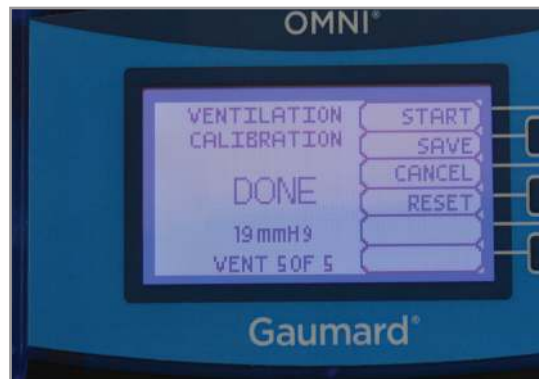 OMNI®
VENTILATION
CALIBRATION
DONE
19 mmHg
VENT 5 OF 5
START
SAVE
CANCEL
RESET
Gaumard®